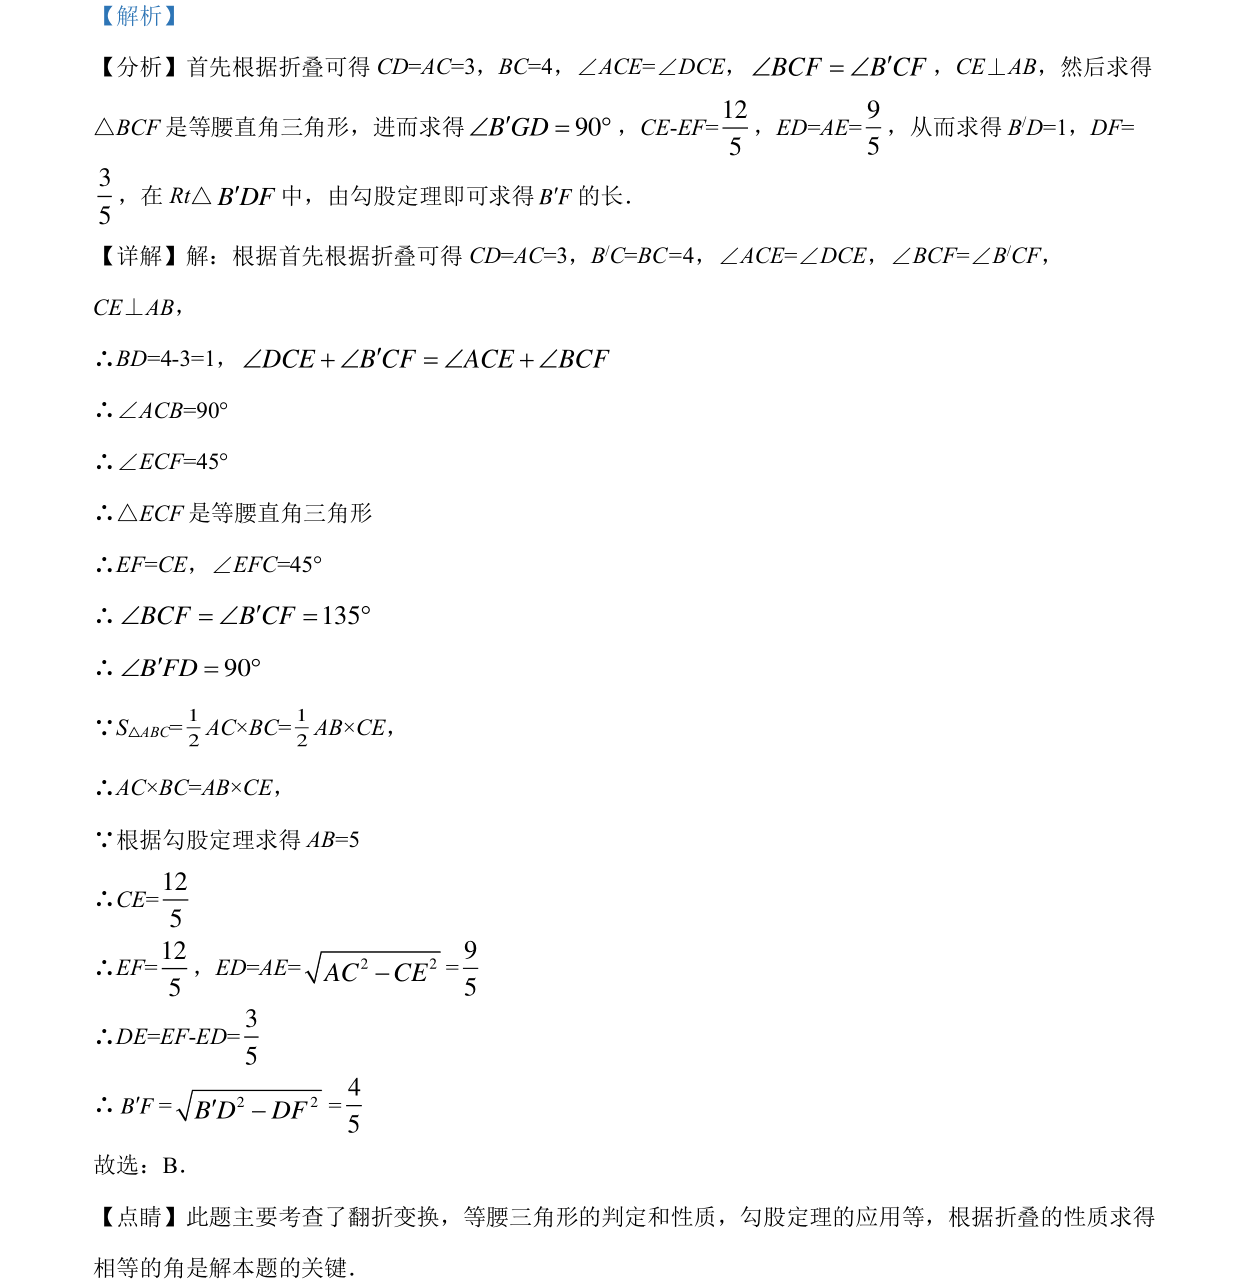 【解析】
【分析】首先根据折叠可得 CD=AC=3，BC=4，∠ACE=∠DCE，∠BCF=∠B′CF，CE⊥AB，然后求得
△BCF 是等腰直角三角形，进而求得∠B′GD=90°，CE-EF=12/5，ED=AE=9/5，从而求得 B/D=1，DF=
3/5，在 Rt△B′DF 中，由勾股定理即可求得 B′F 的长．
【详解】解：根据首先根据折叠可得 CD=AC=3，B/C=BC=4，∠ACE=∠DCE，∠BCF=∠B/CF，
CE⊥AB，
∴BD=4-3=1，∠DCE+∠B′CF=∠ACE+∠BCF
∴∠ACB=90°
∴∠ECF=45°
∴△ECF 是等腰直角三角形
∴EF=CE，∠EFC=45°
∴∠BCF=∠B′CF=135°
∴∠B′FD=90°
∵S△ABC=1/2 AC×BC=1/2 AB×CE，
∴AC×BC=AB×CE，
∵根据勾股定理求得 AB=5
∴CE=12/5
∴EF=12/5，ED=AE=√(AC²－CE²)=9/5
∴DE=EF-ED=3/5
∴B′F=√(B′D²－DF²)=4/5
故选：B．
【点睛】此题主要考查了翻折变换，等腰三角形的判定和性质，勾股定理的应用等，根据折叠的性质求得
相等的角是解本题的关键．